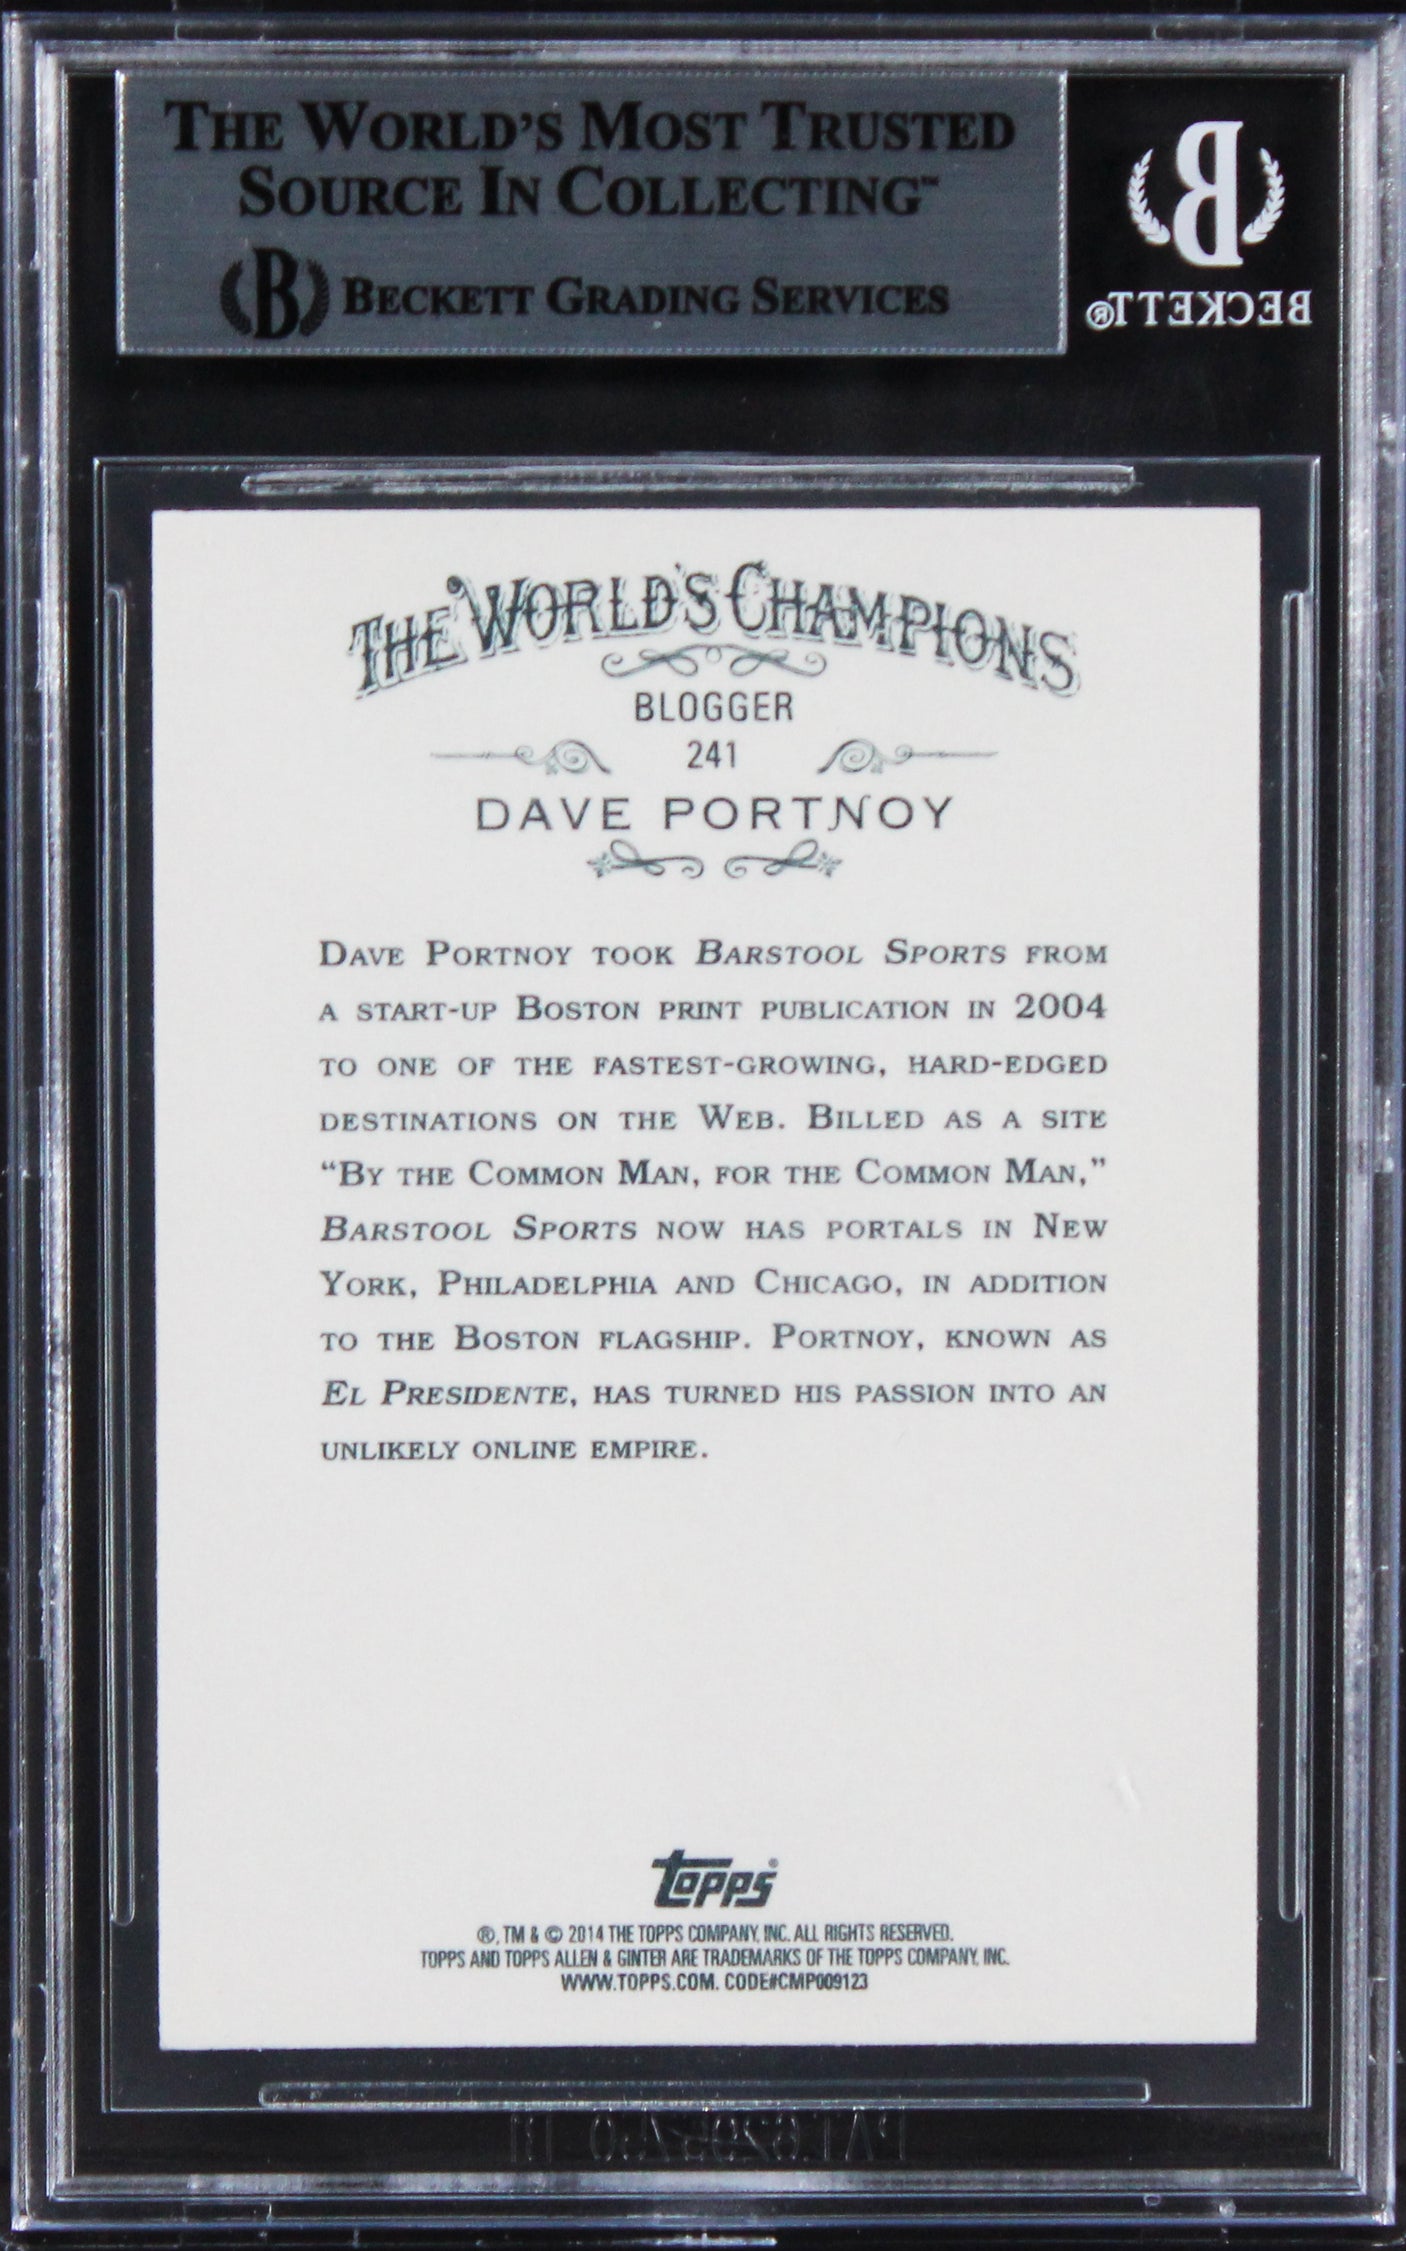 THE WORLD'S MOST TRUSTED
SOURCE IN COLLECTING™
B BECKETT GRADING SERVICES
B
BECKETT®
THE WORLD'S CHAMPIONS
BLOGGER
241
DAVE PORTNOY
DAVE PORTNOY TOOK BARSTOOL SPORTS FROM
A START-UP BOSTON PRINT PUBLICATION IN 2004
TO ONE OF THE FASTEST-GROWING, HARD-EDGED
DESTINATIONS ON THE WEB. BILLED AS A SITE
“BY THE COMMON MAN, FOR THE COMMON MAN,”
BARSTOOL SPORTS NOW HAS PORTALS IN NEW
YORK, PHILADELPHIA AND CHICAGO, IN ADDITION
TO THE BOSTON FLAGSHIP. PORTNOY, KNOWN AS
EL PRESIDENTE, HAS TURNED HIS PASSION INTO AN
UNLIKELY ONLINE EMPIRE.
Topps®
®, TM & © 2014 THE TOPPS COMPANY, INC. ALL RIGHTS RESERVED.
TOPPS AND TOPPS ALLEN & GINTER ARE TRADEMARKS OF THE TOPPS COMPANY, INC.
WWW.TOPPS.COM. CODE#CMP009123